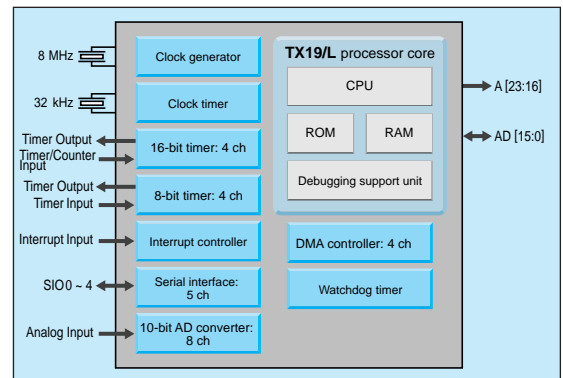 8 MHz
Clock generator
TX19/L processor core
CPU
A [23:16]
32 kHz
Clock timer
ROM
RAM
AD [15:0]
Timer Output
Timer/Counter
Input
16-bit timer: 4 ch
Timer Output
Timer Input
8-bit timer: 4 ch
Debugging support unit
Interrupt Input
Interrupt controller
DMA controller: 4 ch
SIO0 ~ 4
Serial interface:
5 ch
Watchdog timer
Analog Input
10-bit AD converter:
8 ch